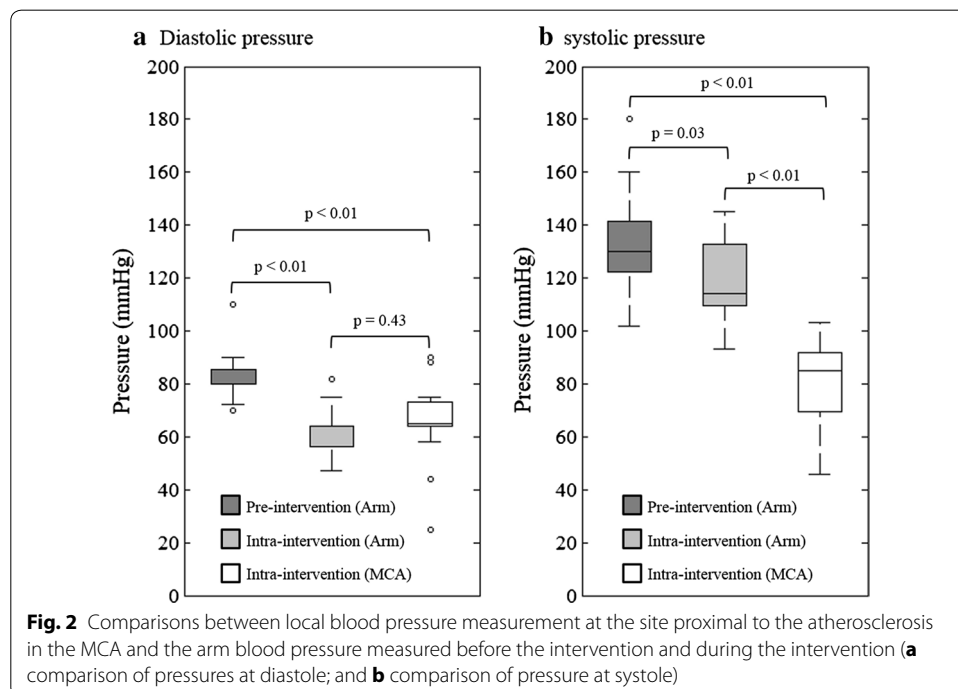 a Diastolic pressure
b systolic pressure
Pressure (mmHg)
200
180
160
140
120
100
80
60
40
20
0
p < 0.01
p < 0.01
p = 0.43
Pre-intervention (Arm)
Intra-intervention (Arm)
Intra-intervention (MCA)
Pressure (mmHg)
200
180
160
140
120
100
80
60
40
20
0
p < 0.01
p = 0.03
p < 0.01
Pre-intervention (Arm)
Intra-intervention (Arm)
Intra-intervention (MCA)
Fig. 2 Comparisons between local blood pressure measurement at the site proximal to the atherosclerosis
in the MCA and the arm blood pressure measured before the intervention and during the intervention (a
comparison of pressures at diastole; and b comparison of pressure at systole)